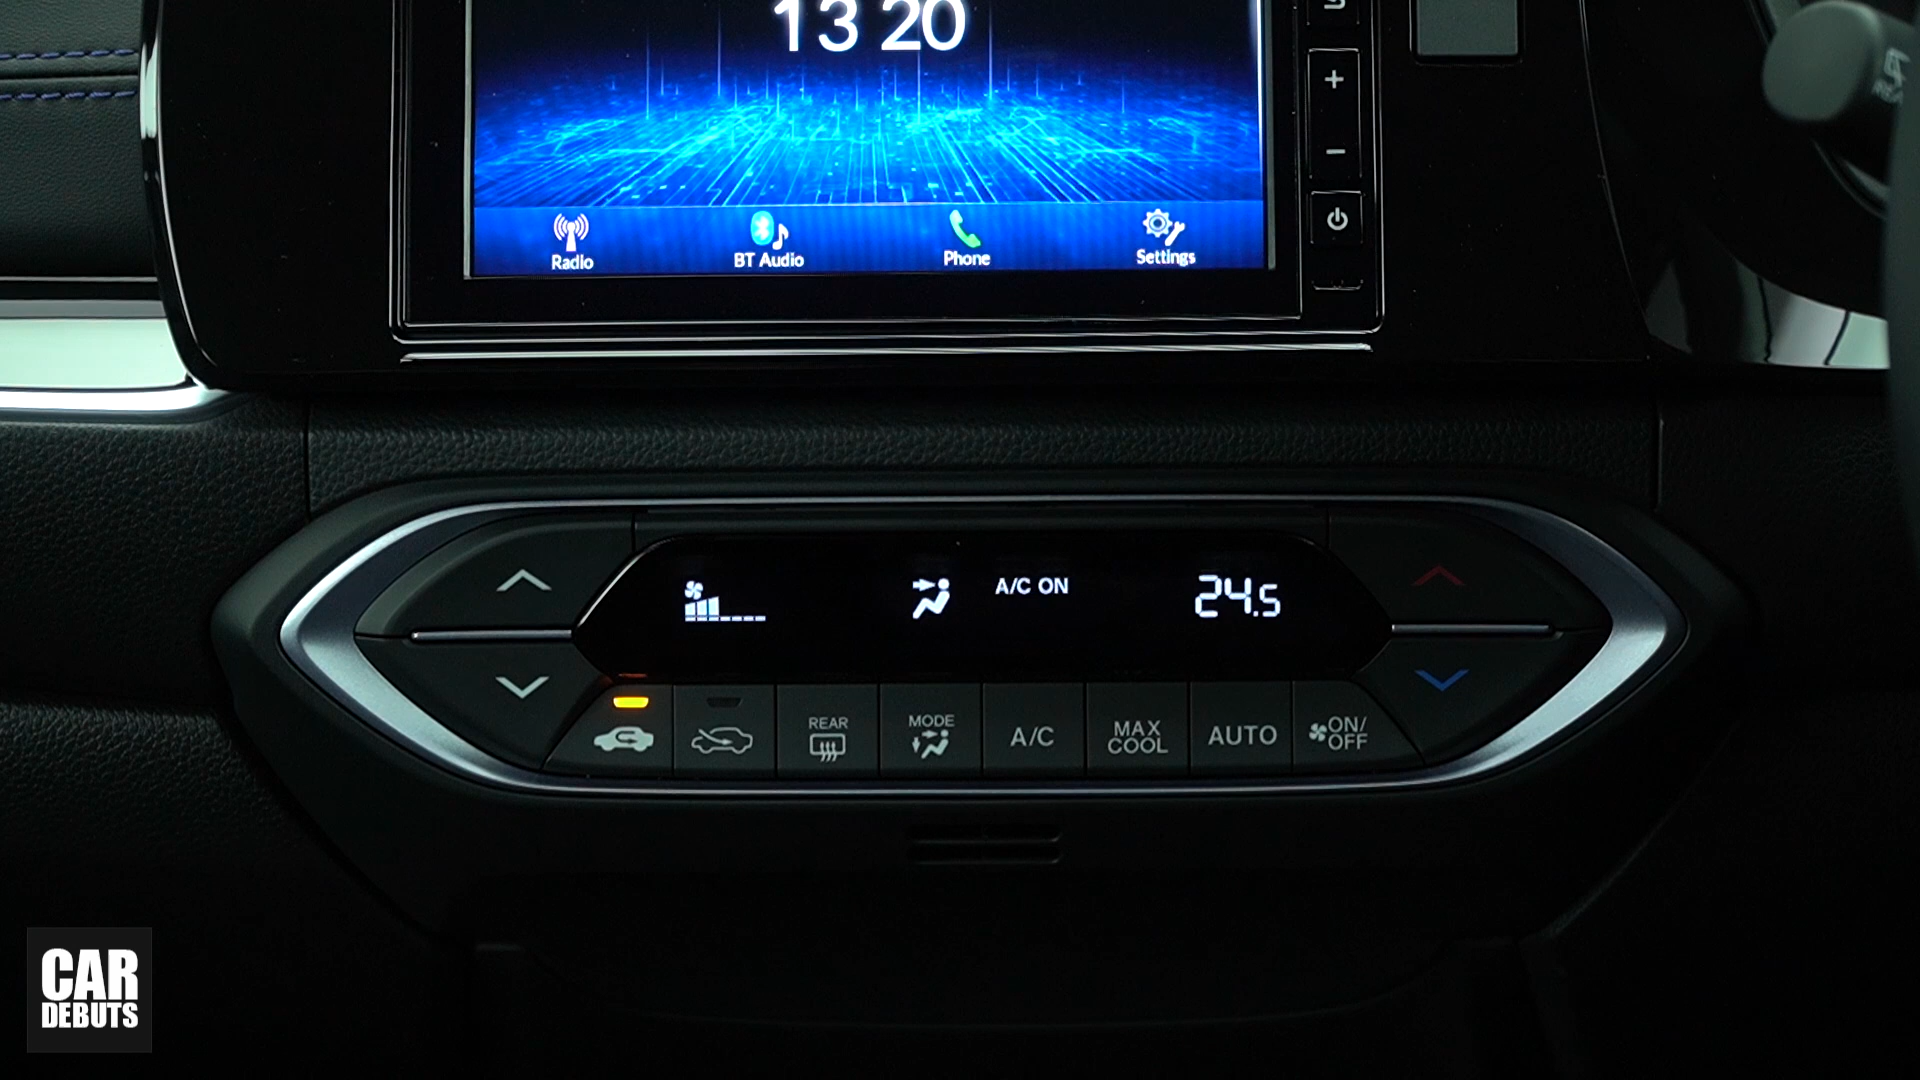 13 20
Radio
BT Audio
Phone
Settings
A/C ON
24.5
REAR
MODE
A/C
MAX
COOL
AUTO
ON/
OFF
CAR
DEBUTS